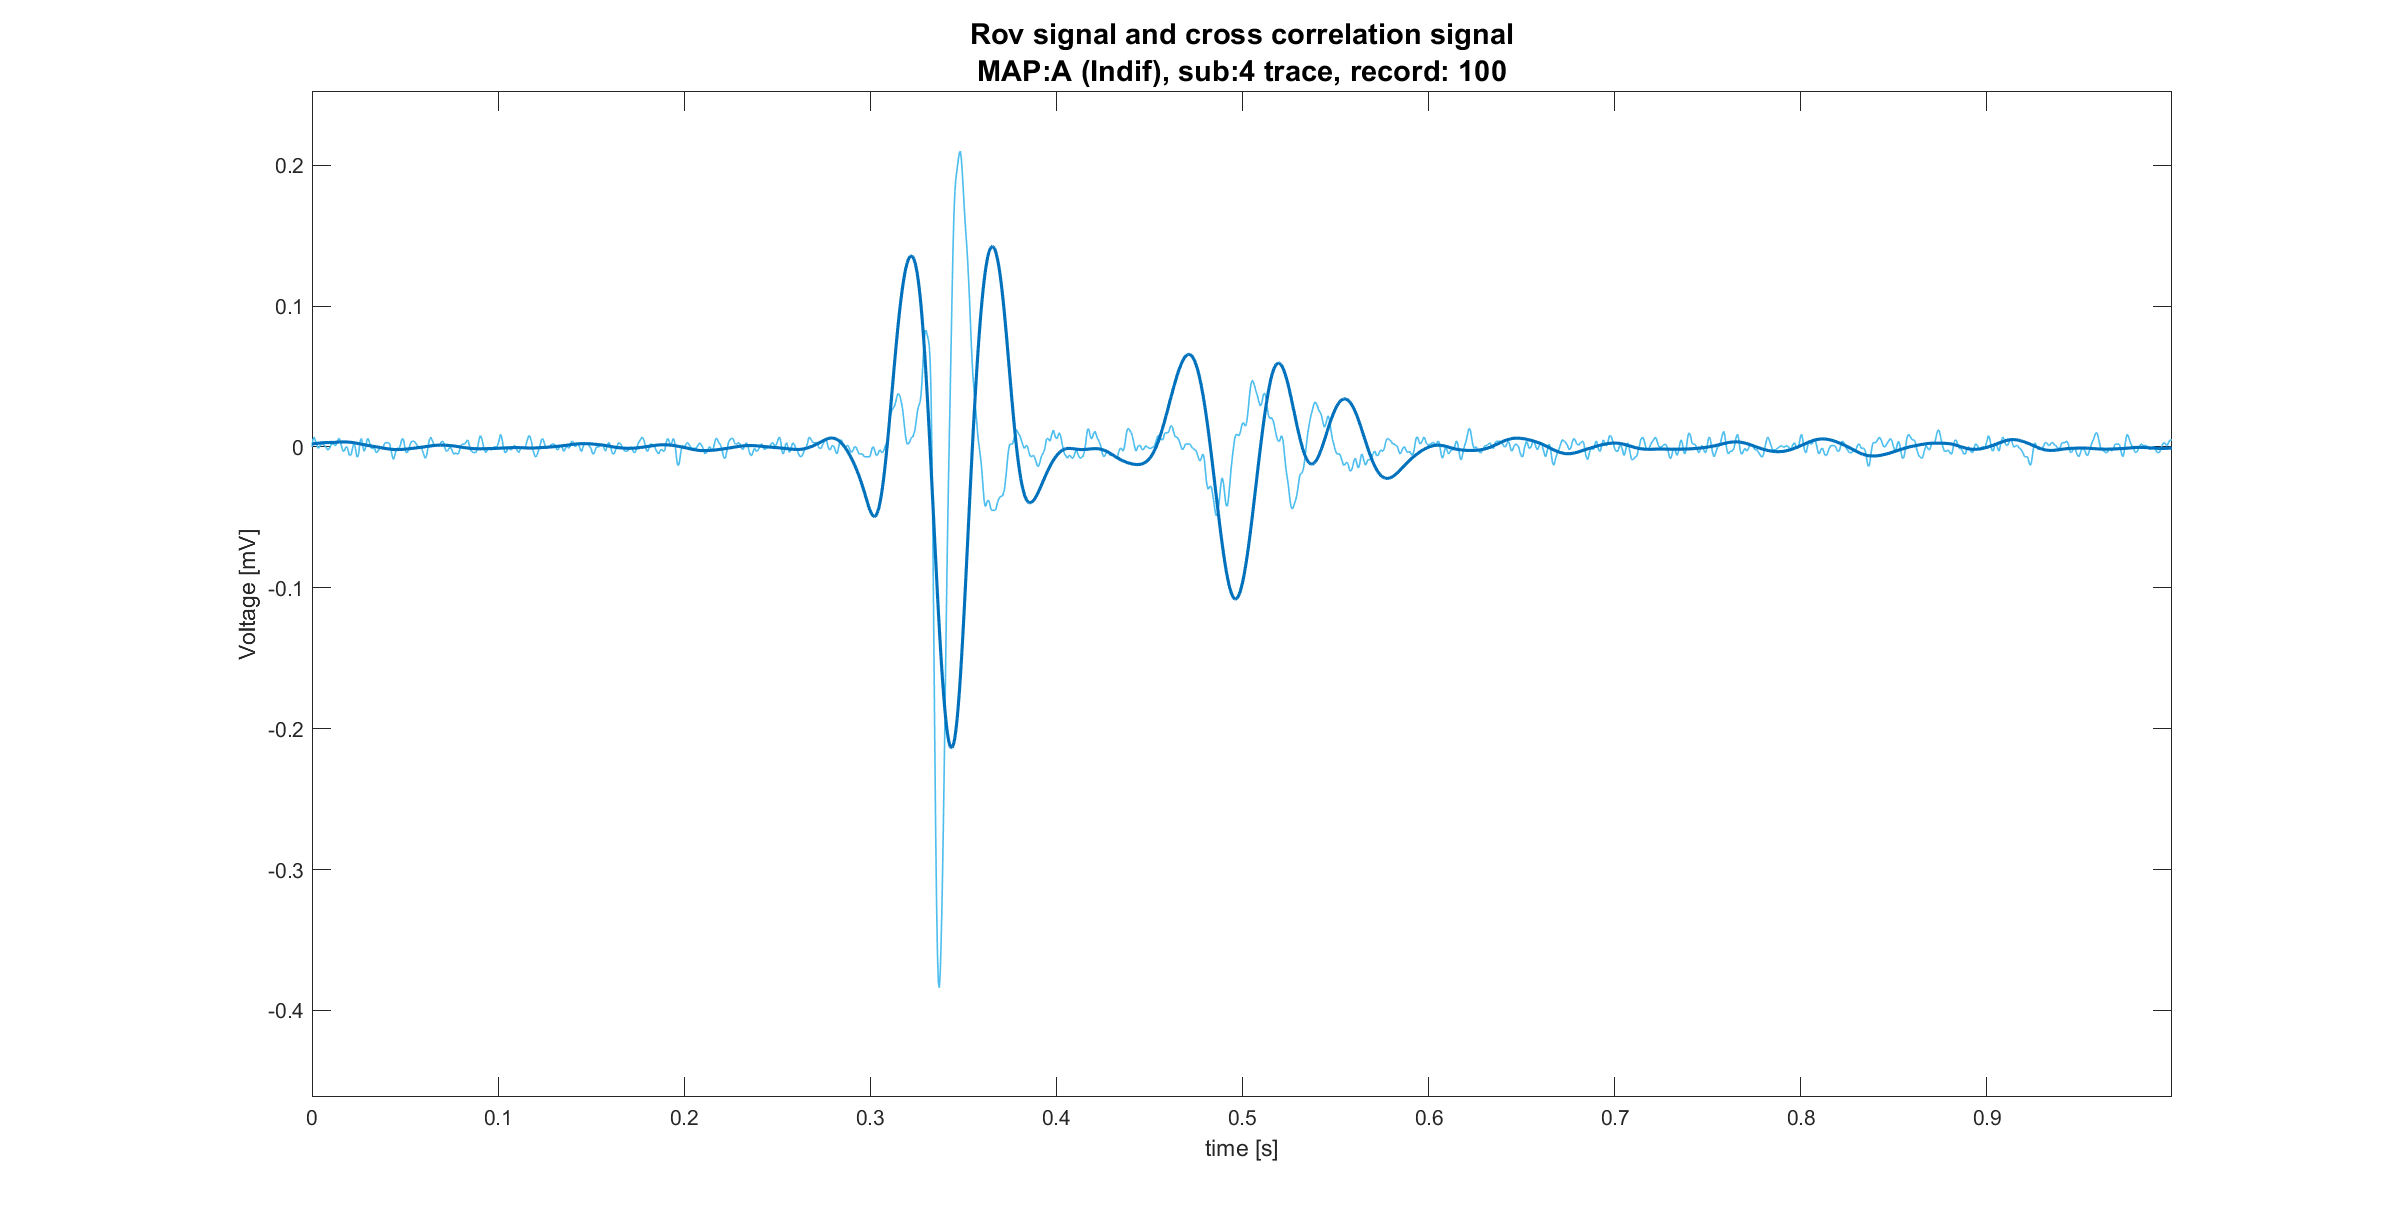 Rov signal and cross correlation signal
MAP:A (Indif), sub:4 trace, record: 100
0.2
0.1
0
-0.1
-0.2
-0.3
-0.4
Voltage [mV]
0 0.1 0.2 0.3 0.4 0.5 0.6 0.7 0.8 0.9
time [s]